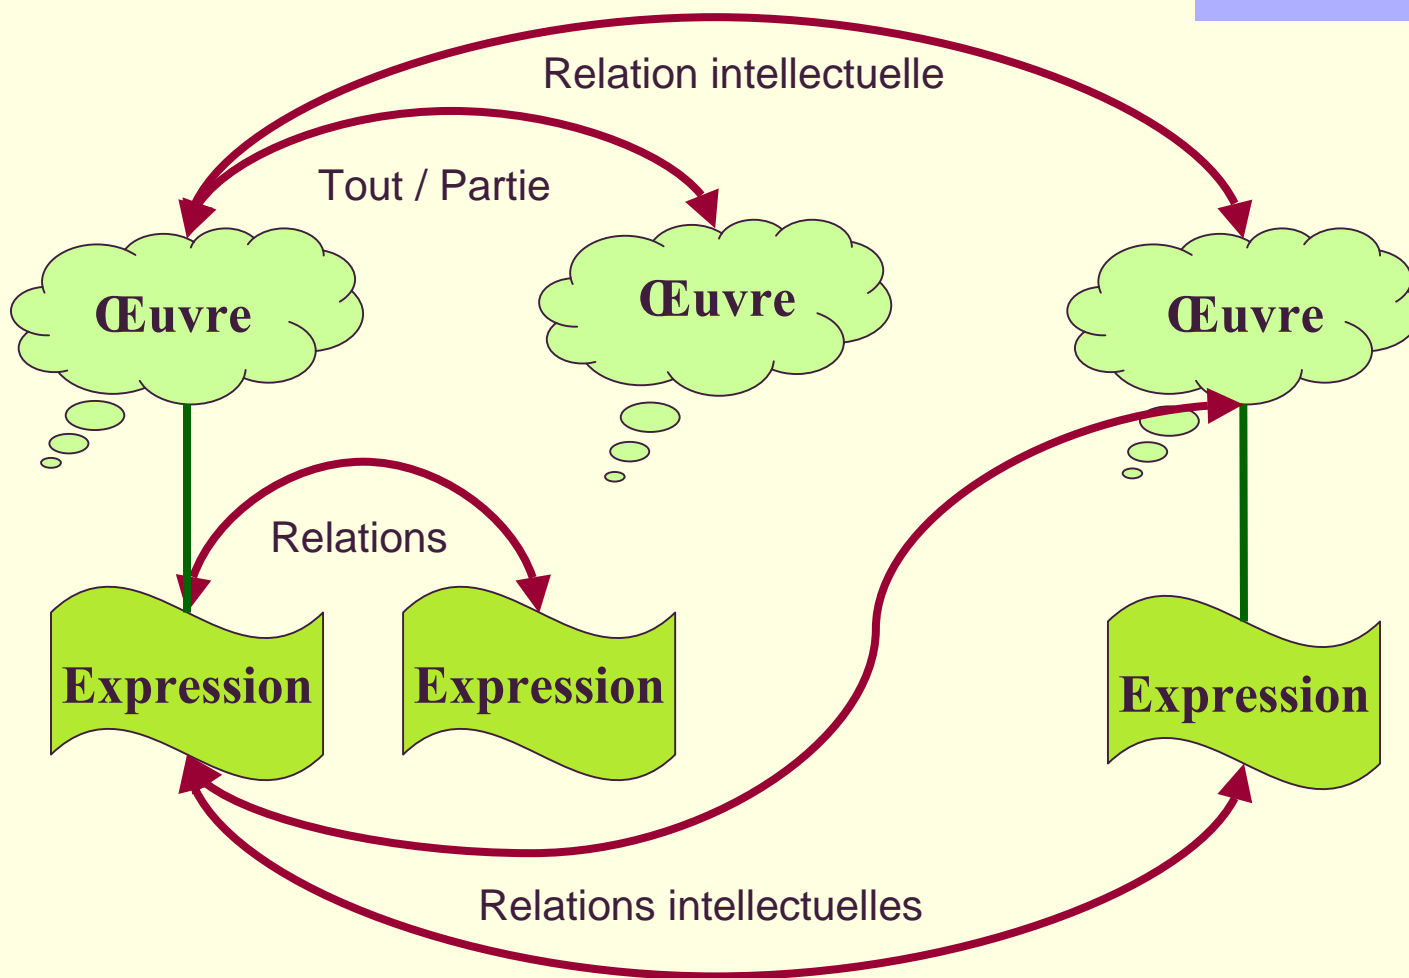 Relation intellectuelle
Tout / Partie
Œuvre
Œuvre
Œuvre
Relations
Expression
Expression
Expression
Relations intellectuelles